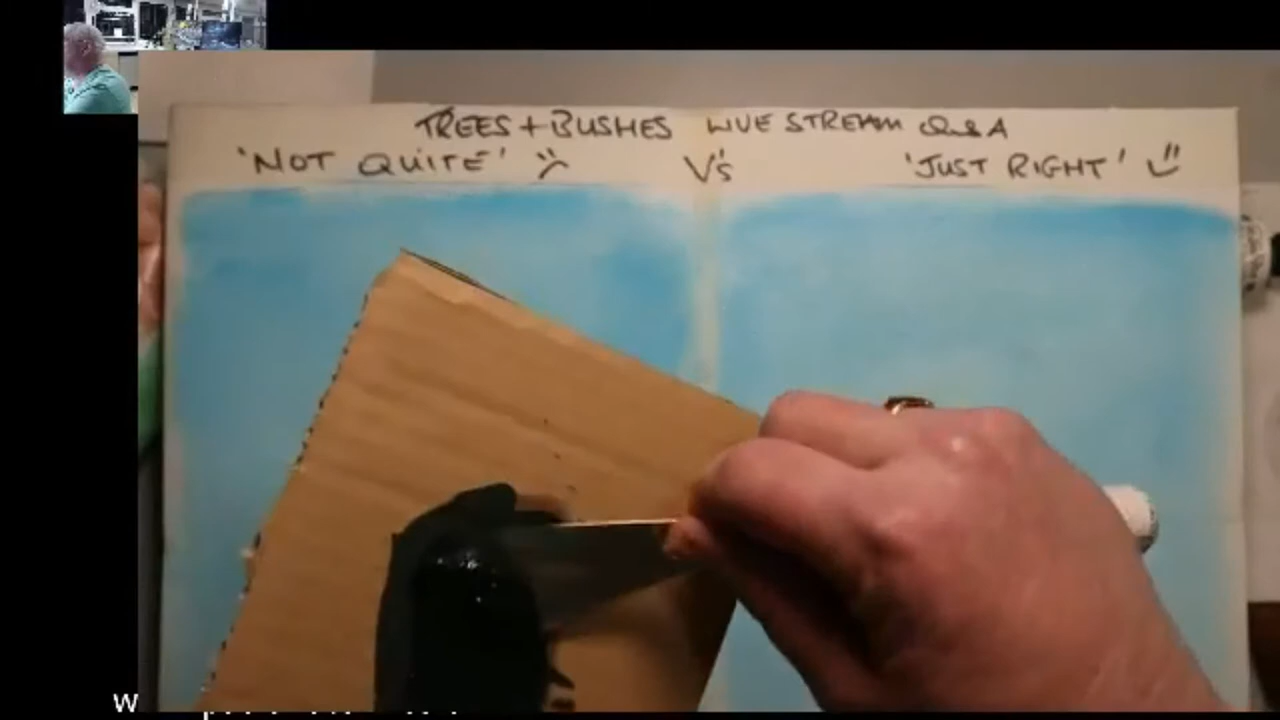 TREES + BUSHES LIVE STREAM Q&A
'NOT QUITE' :( V's 'JUST RIGHT' :)
W